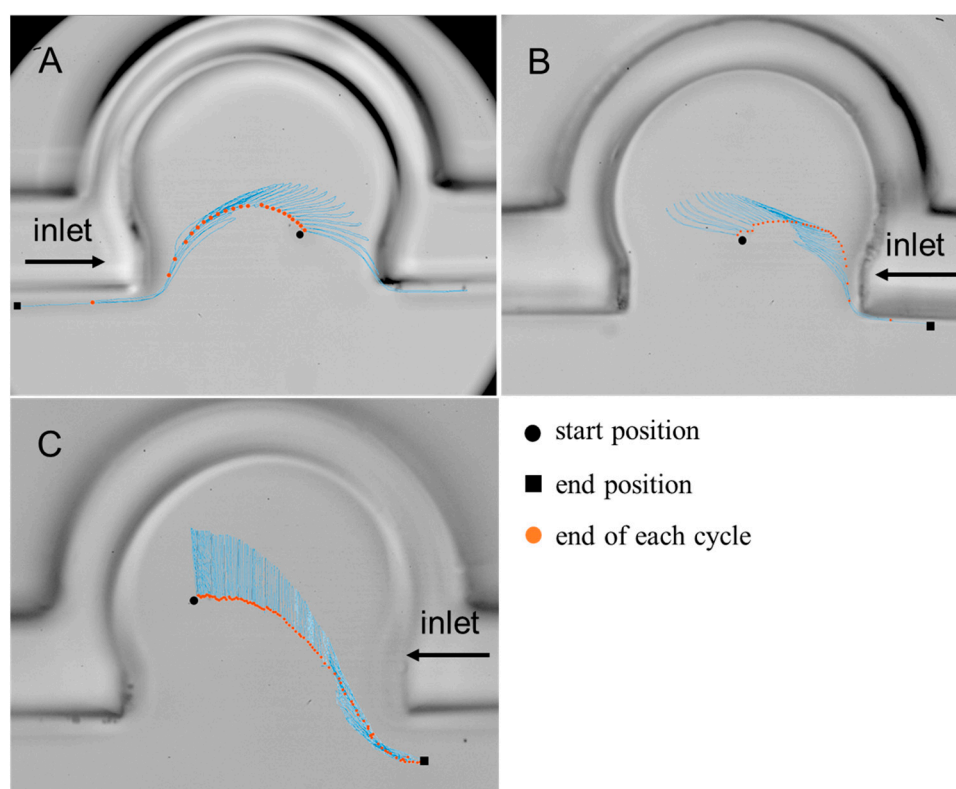 A
inlet
B
inlet
C
inlet
start position
end position
end of each cycle